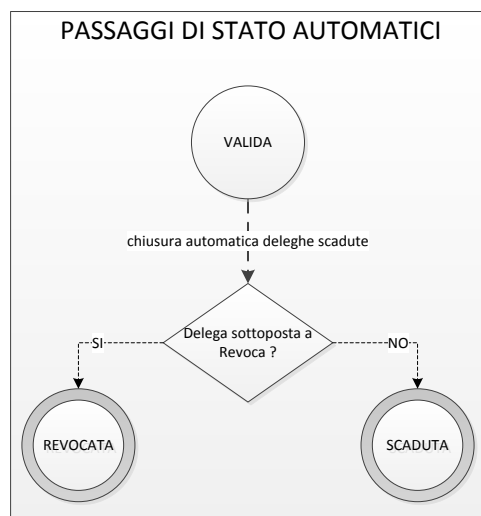 PASSAGGI DI STATO AUTOMATICI
VALIDA
chiusura automatica deleghe scadute
Delega sottoposta a
Revoca ?
SI
NO
REVOCATA
SCADUTA